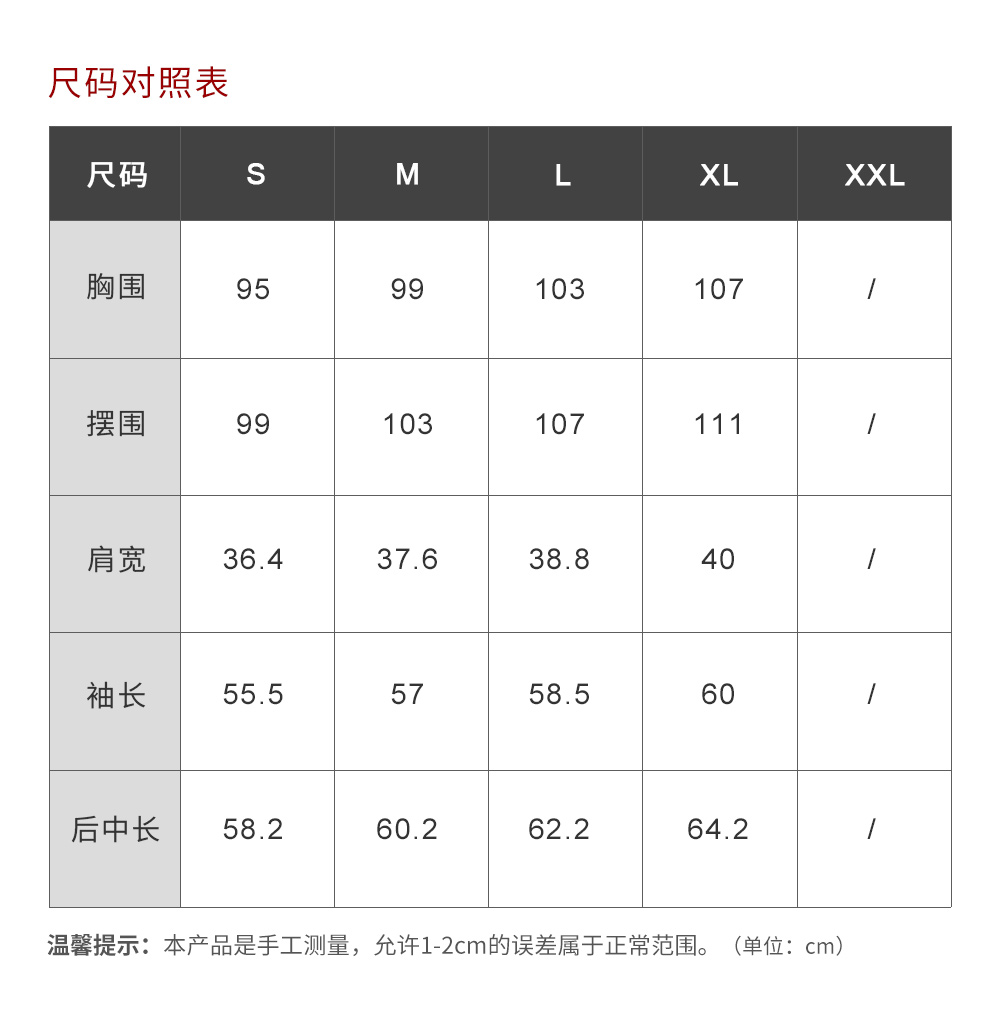 尺码对照表
尺码 S M L XL XXL
胸围 95 99 103 107 /
摆围 99 103 107 111 /
肩宽 36.4 37.6 38.8 40 /
袖长 55.5 57 58.5 60 /
后中长 58.2 60.2 62.2 64.2 /
温馨提示：本产品是手工测量，允许1-2cm的误差属于正常范围。（单位：cm）